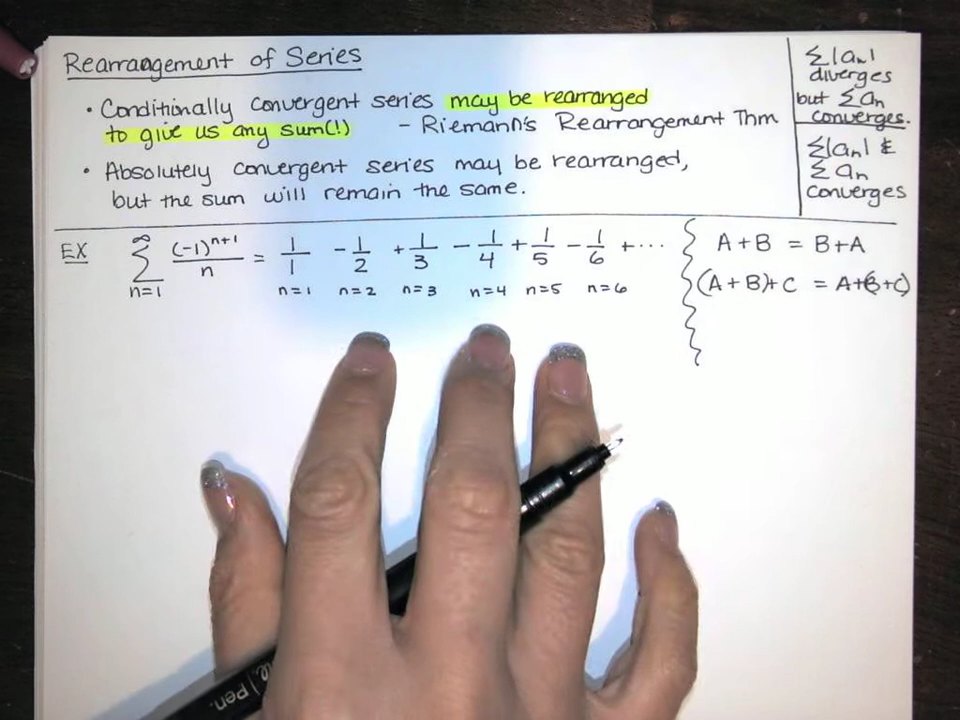 Rearrangement of Series
• Conditionally convergent series may be rearranged
to give us any sum(!) - Riemann's Rearrangement Thm
• Absolutely convergent series may be rearranged,
but the sum will remain the same.
Σ|aₙ|
diverges
but Σaₙ
converges.
Σ|aₙ| &
Σaₙ
converges
EX ∑_{n=1}^{∞} (-1)^{n+1}/n = 1/1 - 1/2 + 1/3 - 1/4 + 1/5 - 1/6 + ···
n=1 n=2 n=3 n=4 n=5 n=6
A+B = B+A
(A+B)+C = A+(B+C)
pen.